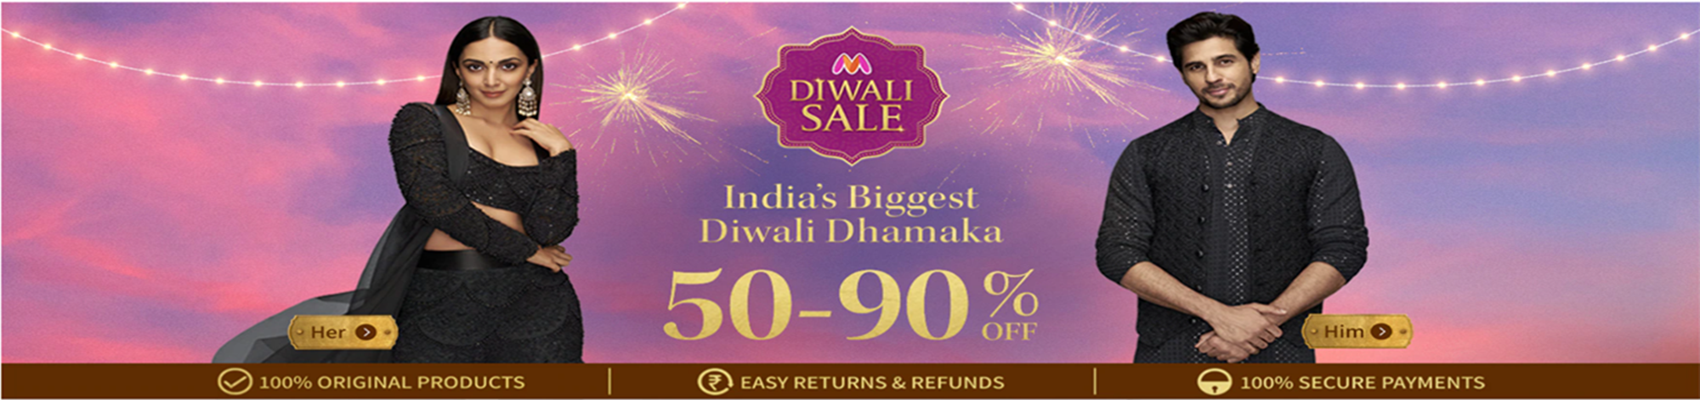 DIWALI
SALE
India's Biggest
Diwali Dhamaka
50-90% OFF
Her
Him
100% ORIGINAL PRODUCTS
EASY RETURNS & REFUNDS
100% SECURE PAYMENTS